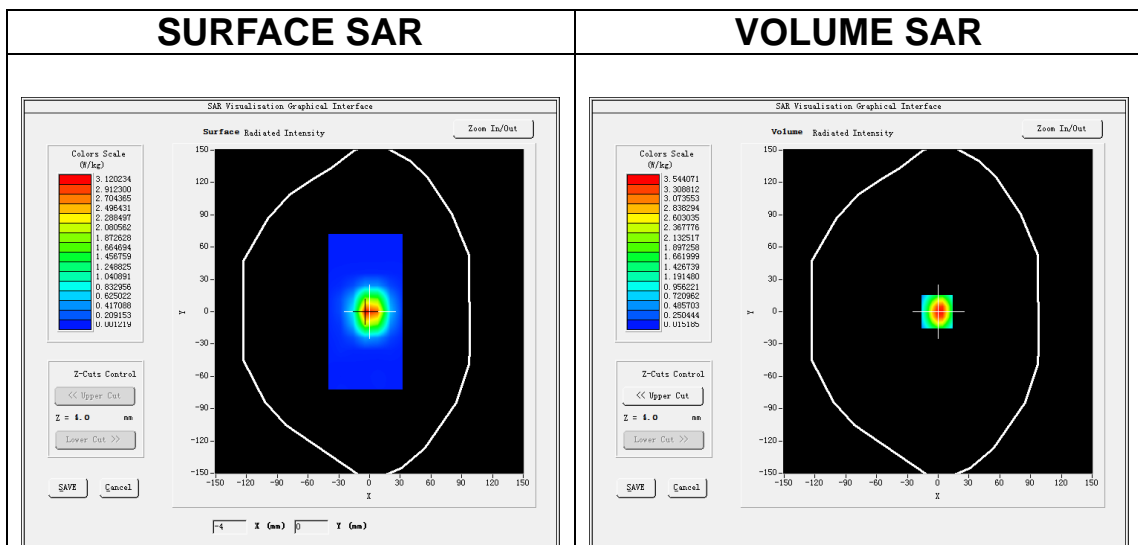 SURFACE SAR
VOLUME SAR
SAR Visualisation Graphical Interface
Surface Radiated Intensity
Zoom In/Out
Colors Scale
(W/kg)
3.120234
2.912300
2.704365
2.496431
2.288497
2.080562
1.872628
1.664694
1.456759
1.248825
1.040891
0.832956
0.625022
0.417088
0.209153
0.001219
Z-Cuts Control
<< Upper Cut
Z = 4.0 mm
Lower Cut >>
SAVE
Cancel
150
120
90
60
30
0
-30
-60
-90
-120
-150
Y
-150 -120 -90 -60 -30 0 30 60 90 120 150
X
-4 X (mm) 0 Y (mm)
SAR Visualisation Graphical Interface
Volume Radiated Intensity
Zoom In/Out
Colors Scale
(W/kg)
3.544071
3.308812
3.073553
2.838294
2.603035
2.367776
2.132517
1.897258
1.661999
1.426739
1.191480
0.956221
0.720962
0.485703
0.250444
0.015185
Z-Cuts Control
<< Upper Cut
Z = 4.0 mm
Lower Cut >>
SAVE
Cancel
150
120
90
60
30
0
-30
-60
-90
-120
-150
Y
-150 -120 -90 -60 -30 0 30 60 90 120 150
X